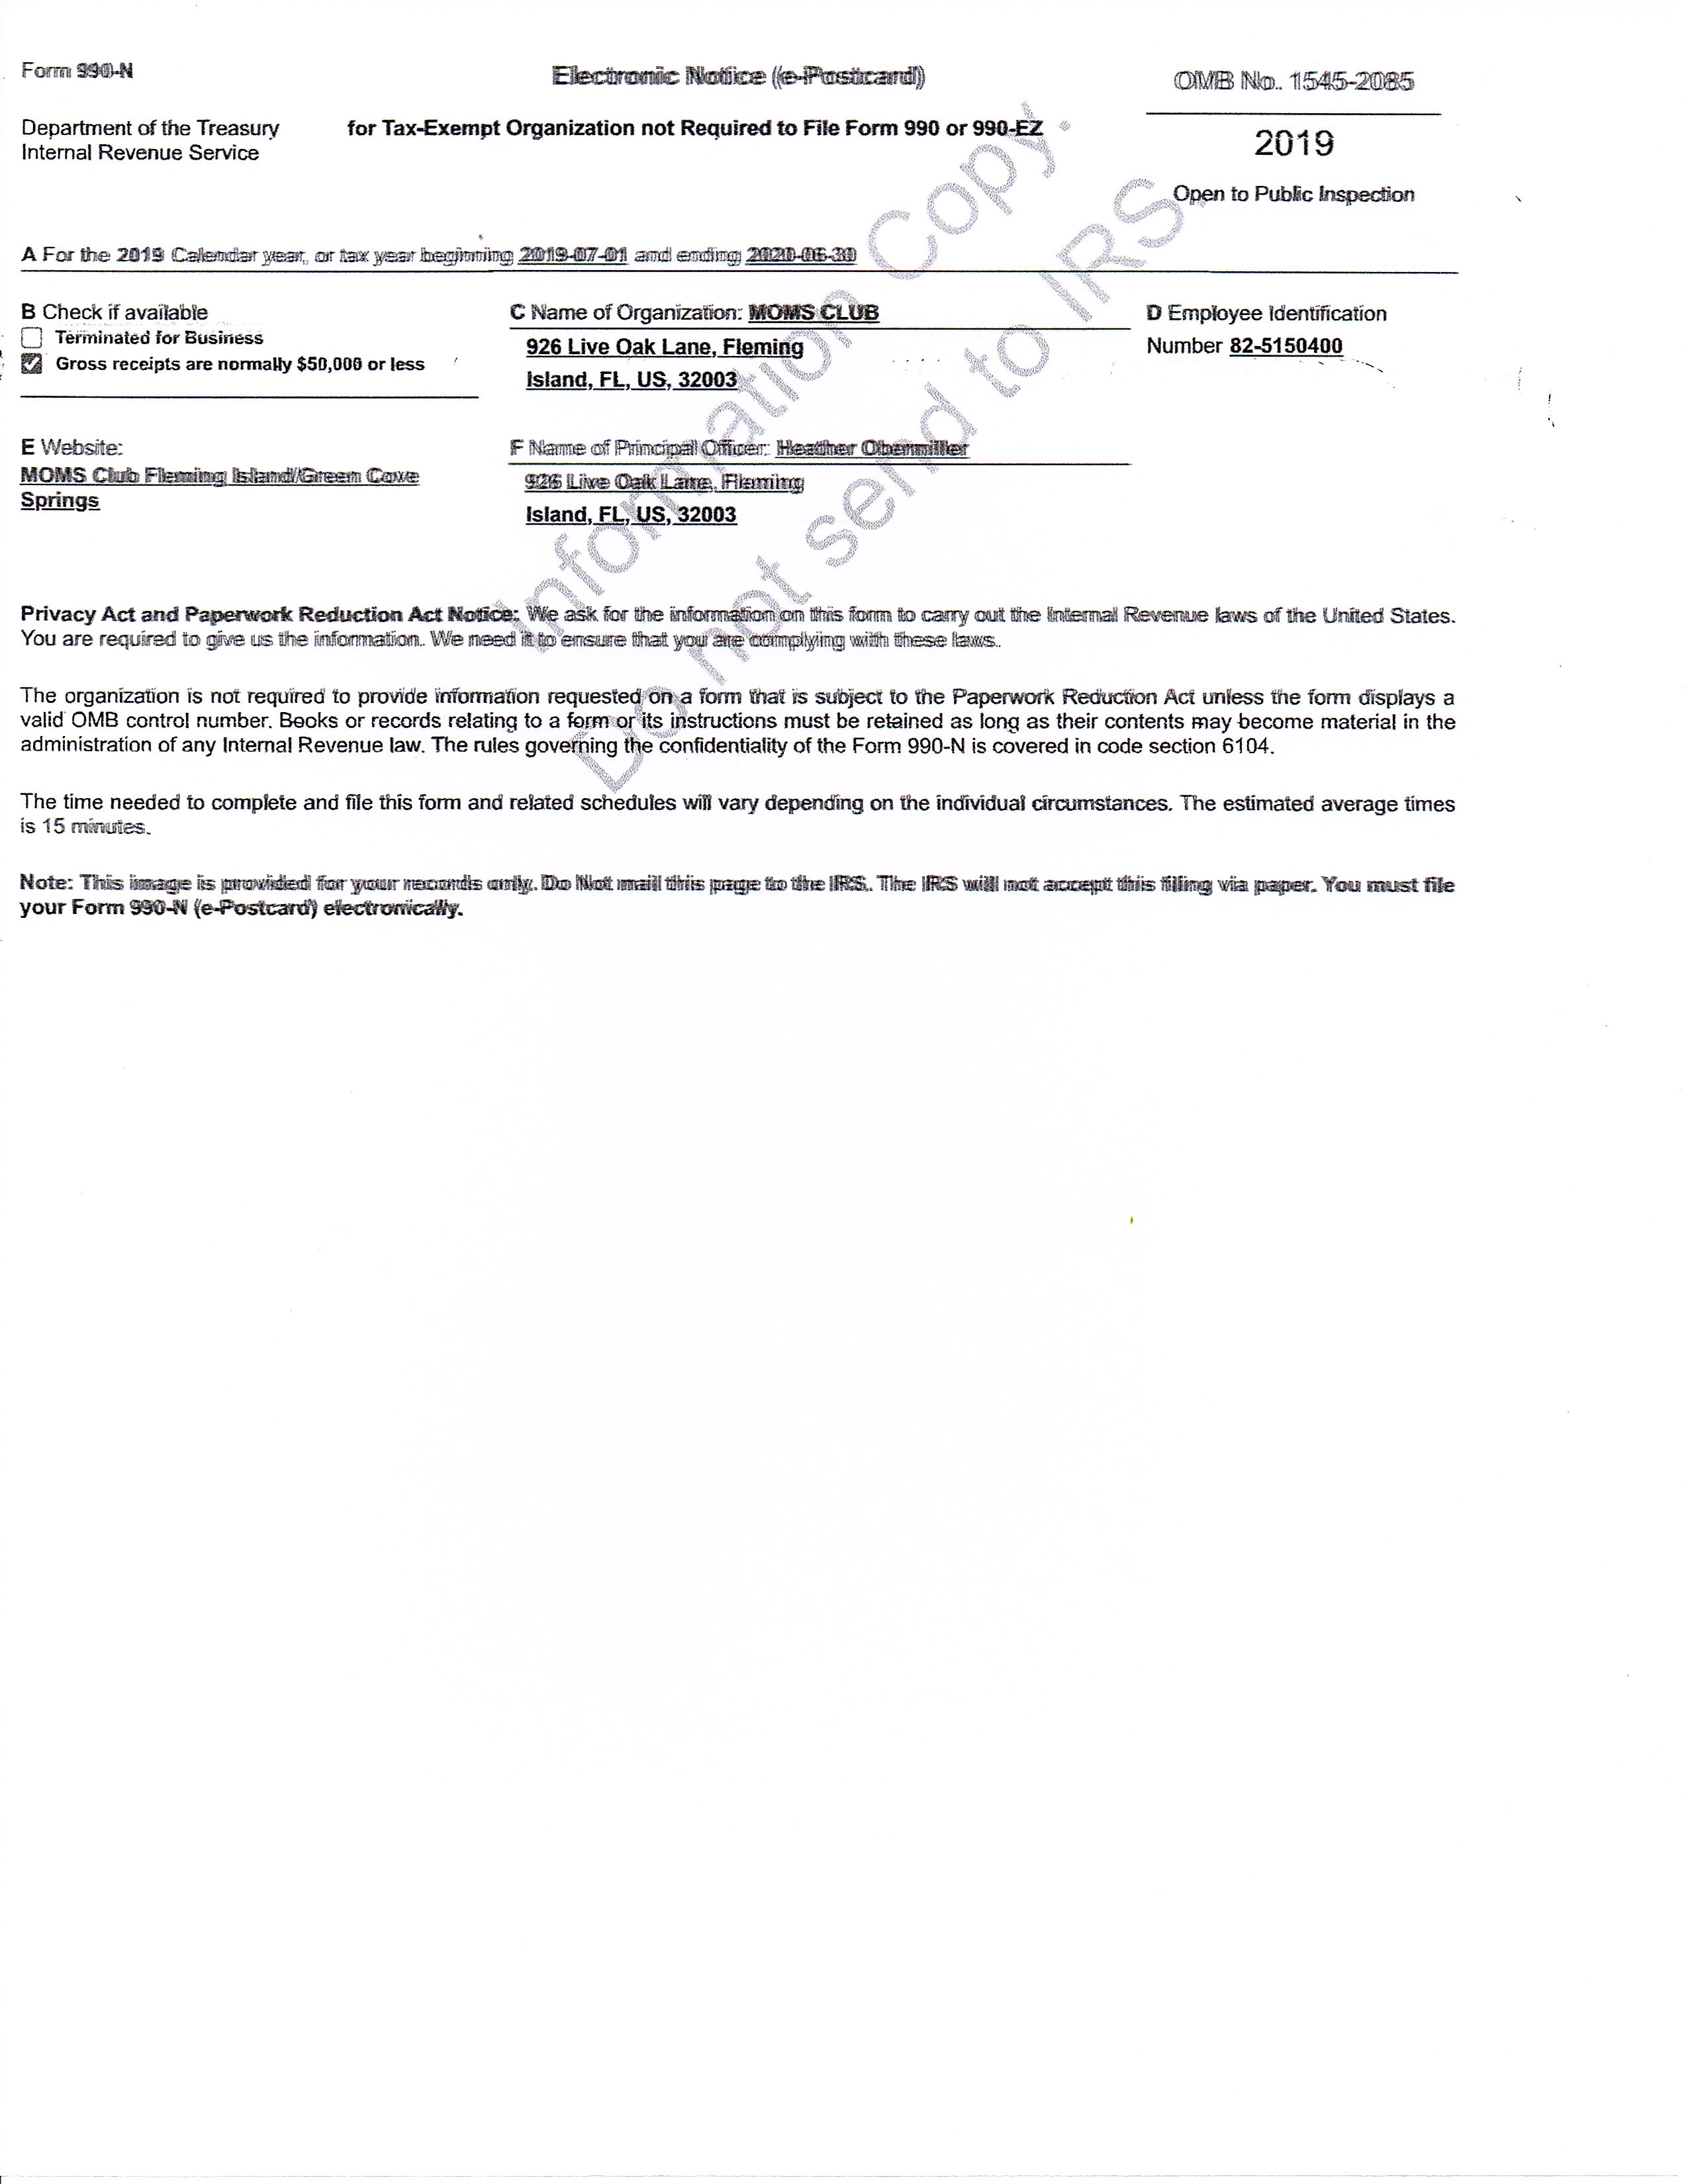 Form 990-N
Electronic Notice (e-Postcard)
OMB No. 1545-2085
Department of the Treasury
Internal Revenue Service
for Tax-Exempt Organization not Required to File Form 990 or 990-EZ
2019
Open to Public Inspection
A For the 2019 Calendar year, or tax year beginning 2019-07-01 and ending 2020-06-30
B Check if available
Terminated for Business
Gross receipts are normally $50,000 or less
C Name of Organization: MOMS CLUB
926 Live Oak Lane, Fleming
Island, FL, US, 32003
D Employee Identification
Number 82-5150400
E Website:
MOMS Club Fleming Island/Green Cove
Springs
F Name of Principal Officer: Heather Obermiller
926 Live Oak Lane, Fleming
Island, FL, US, 32003
Information Copy.
Do not send to IRS.
Privacy Act and Paperwork Reduction Act Notice: We ask for the information on this form to carry out the Internal Revenue laws of the United States.
You are required to give us the information. We need it to ensure that you are complying with these laws.
The organization is not required to provide information requested on a form that is subject to the Paperwork Reduction Act unless the form displays a
valid OMB control number. Books or records relating to a form or its instructions must be retained as long as their contents may become material in the
administration of any Internal Revenue law. The rules governing the confidentiality of the Form 990-N is covered in code section 6104.
The time needed to complete and file this form and related schedules will vary depending on the individual circumstances. The estimated average times
is 15 minutes.
Note: This image is provided for your records only. Do Not mail this page to the IRS. The IRS will not accept this filing via paper. You must file
your Form 990-N (e-Postcard) electronically.